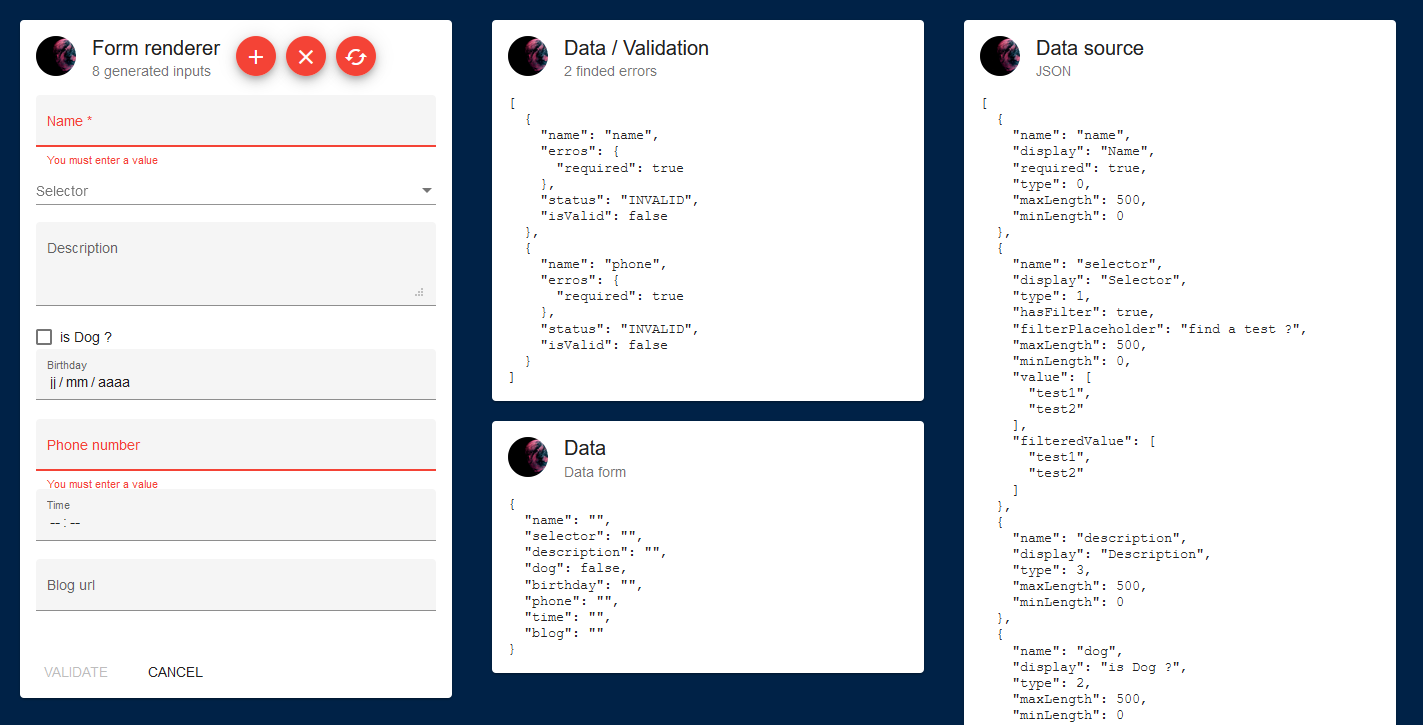 Form renderer
8 generated inputs
Name *
You must enter a value
Selector
Description
is Dog ?
Birthday
jj / mm / aaaa
Phone number
You must enter a value
Time
-- : --
Blog url
VALIDATE CANCEL
Data / Validation
2 finded errors
[
  {
    "name": "name",
    "erros": {
      "required": true
    },
    "status": "INVALID",
    "isValid": false
  },
  {
    "name": "phone",
    "erros": {
      "required": true
    },
    "status": "INVALID",
    "isValid": false
  }
]
Data
Data form
{
  "name": "",
  "selector": "",
  "description": "",
  "dog": false,
  "birthday": "",
  "phone": "",
  "time": "",
  "blog": ""
}
Data source
JSON
[
  {
    "name": "name",
    "display": "Name",
    "required": true,
    "type": 0,
    "maxLength": 500,
    "minLength": 0
  },
  {
    "name": "selector",
    "display": "Selector",
    "type": 1,
    "hasFilter": true,
    "filterPlaceholder": "find a test ?",
    "maxLength": 500,
    "minLength": 0,
    "value": [
      "test1",
      "test2"
    ],
    "filteredValue": [
      "test1",
      "test2"
    ]
  },
  {
    "name": "description",
    "display": "Description",
    "type": 3,
    "maxLength": 500,
    "minLength": 0
  },
  {
    "name": "dog",
    "display": "is Dog ?",
    "type": 2,
    "maxLength": 500,
    "minLength": 0